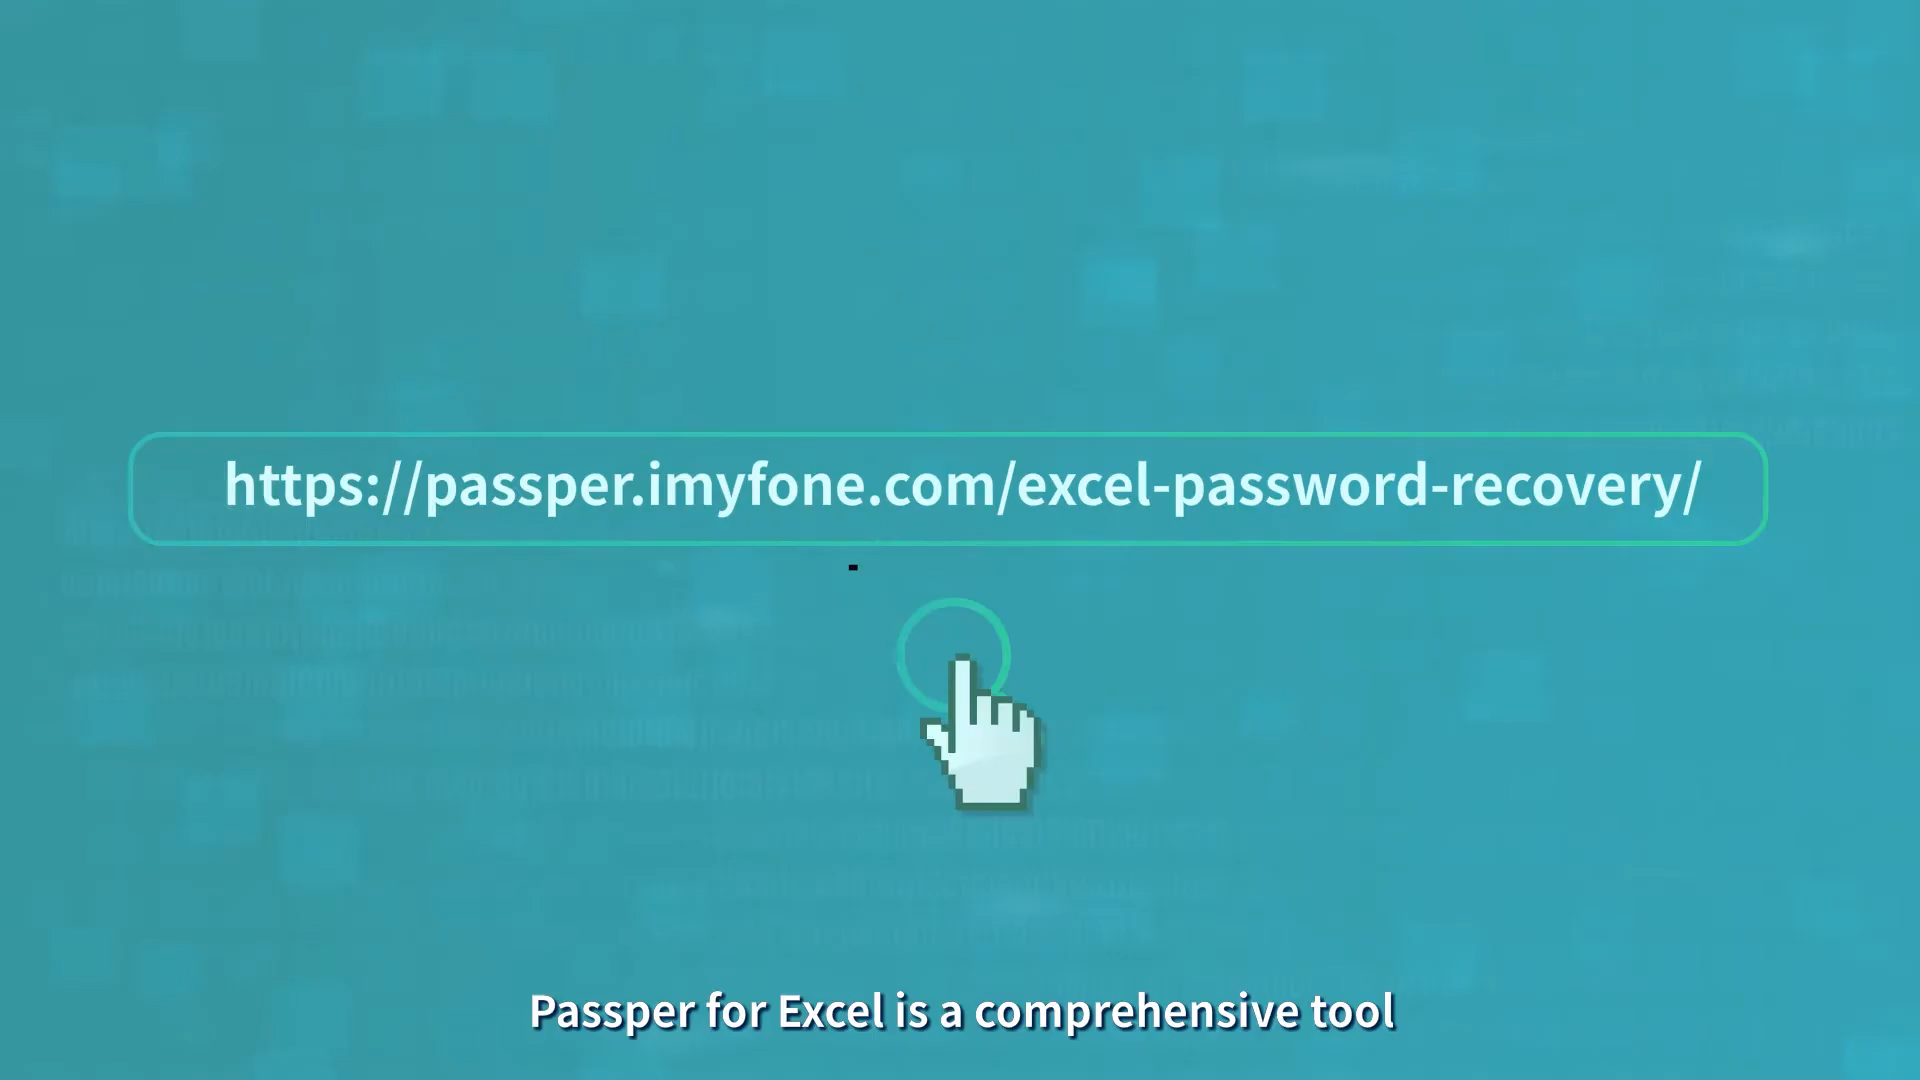 https://passper.imyfone.com/excel-password-recovery/
Passper for Excel is a comprehensive tool